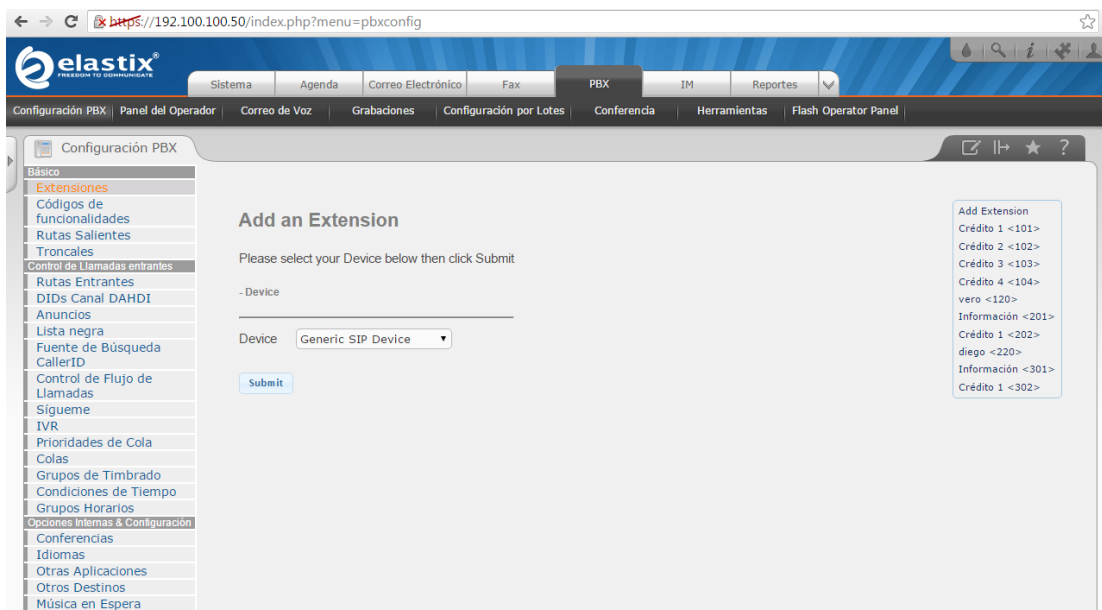 https://192.100.100.50/index.php?menu=pbxconfig
elastix®
FREEDOM TO COMMUNICATE
Sistema Agenda Correo Electrónico Fax PBX IM Reportes
Configuración PBX Panel del Operador Correo de Voz Grabaciones Configuración por Lotes Conferencia Herramientas Flash Operator Panel
Configuración PBX
Básico
Extensiones
Códigos de
funcionalidades
Rutas Salientes
Troncales
Control de Llamadas entrantes
Rutas Entrantes
DIDs Canal DAHDI
Anuncios
Lista negra
Fuente de Búsqueda
CallerID
Control de Flujo de
Llamadas
Sígueme
IVR
Prioridades de Cola
Colas
Grupos de Timbrado
Condiciones de Tiempo
Grupos Horarios
Opciones Internas & Configuración
Conferencias
Idiomas
Otras Aplicaciones
Otros Destinos
Música en Espera
Add an Extension
Please select your Device below then click Submit
- Device
Device Generic SIP Device
Submit
Add Extension
Crédito 1 <101>
Crédito 2 <102>
Crédito 3 <103>
Crédito 4 <104>
vero <120>
Información <201>
Crédito 1 <202>
diego <220>
Información <301>
Crédito 1 <302>